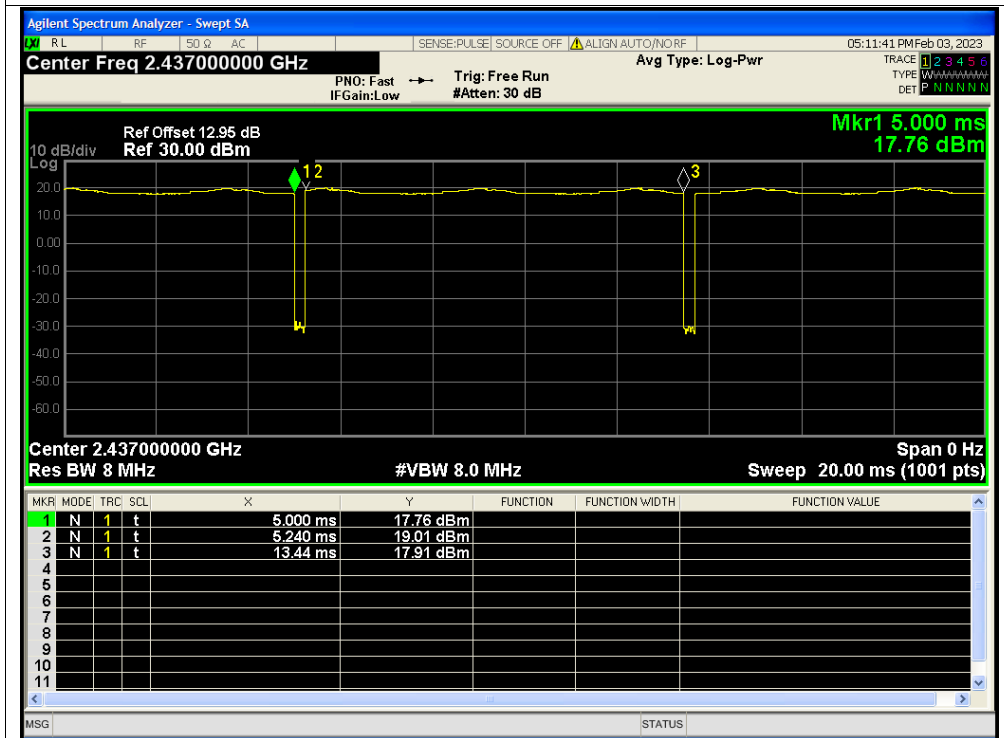 Agilent Spectrum Analyzer - Swept SA
LXI RL RF 50 Ω AC SENSE:PULSE SOURCE OFF ALIGN AUTO/NO RF 05:11:41 PM Feb 03, 2023
Center Freq 2.437000000 GHz Avg Type: Log-Pwr TRACE 1 2 3 4 5 6
PNO: Fast Trig: Free Run TYPE W
IFGain:Low #Atten: 30 dB DET P N N N N N
Mkr1 5.000 ms
17.76 dBm
Ref Offset 12.95 dB
10 dB/div Ref 30.00 dBm
Log
1 2 3
20.0
10.0
0.00
-10.0
-20.0
-30.0
-40.0
-50.0
-60.0
Center 2.437000000 GHz Span 0 Hz
Res BW 8 MHz #VBW 8.0 MHz Sweep 20.00 ms (1001 pts)
MKR MODE TRC SCL X Y FUNCTION FUNCTION WIDTH FUNCTION VALUE
1 N 1 t 5.000 ms 17.76 dBm
2 N 1 t 5.240 ms 19.01 dBm
3 N 1 t 13.44 ms 17.91 dBm
4
5
6
7
8
9
10
11
MSG STATUS